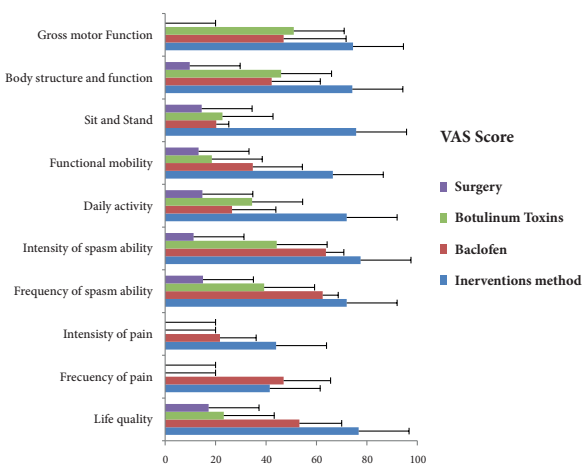 Gross motor Function
Body structure and function
Sit and Stand
Functional mobility
Daily activity
Intensity of spasm ability
Frequency of spasm ability
Intensisty of pain
Frecuency of pain
Life quality
0 20 40 60 80 100
VAS Score
Surgery
Botulinum Toxins
Baclofen
Inerventions method